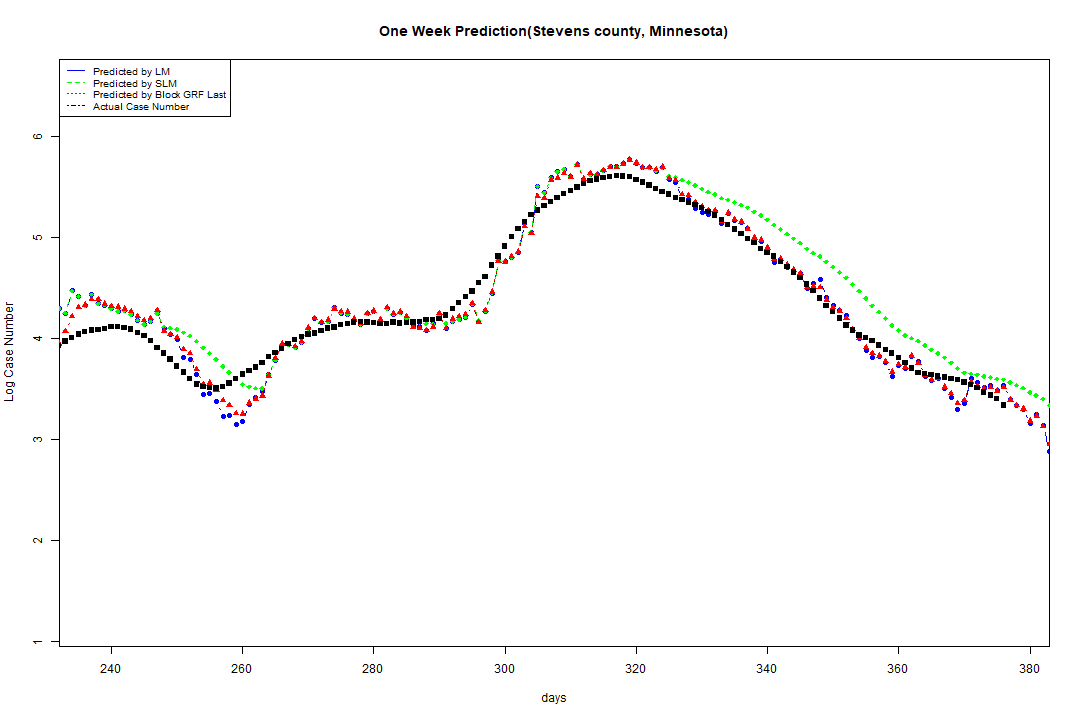 One Week Prediction(Stevens county, Minnesota)
Predicted by LM
Predicted by SLM
Predicted by Block GRF Last
Actual Case Number
6
5
4
3
2
1
Log Case Number
240 260 280 300 320 340 360 380
days